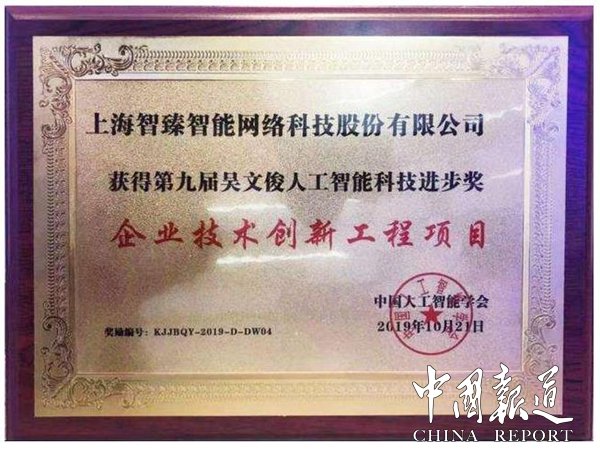 上海智臻智能网络科技股份有限公司
获得第九届吴文俊人工智能科技进步奖
企业技术创新工程项目
中国人工智能学会
2019年10月21日
奖励编号：KJJBQY-2019-D-DW04
中国报道
CHINA REPORT